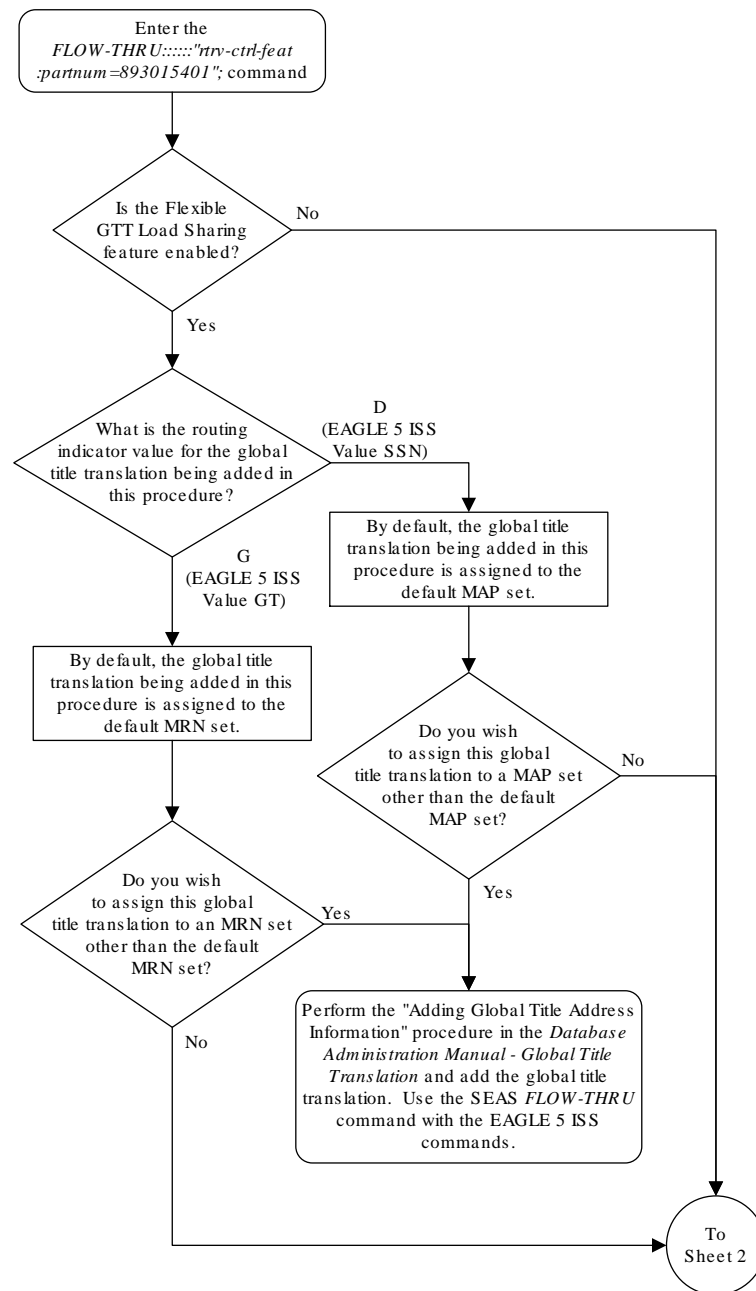 Enter the
FLOW-THRU::::::"rtrv-ctrl-feat
:partnum=893015401"; command
Is the Flexible
GTT Load Sharing
feature enabled?
No
Yes
What is the routing
indicator value for the global
title translation being added in
this procedure?
D
(EAGLE 5 ISS
Value SSN)
G
(EAGLE 5 ISS
Value GT)
By default, the global title
translation being added in this
procedure is assigned to the
default MAP set.
By default, the global title
translation being added in this
procedure is assigned to the
default MRN set.
Do you wish
to assign this global
title translation to a MAP set
other than the default
MAP set?
No
Yes
Do you wish
to assign this global
title translation to an MRN set
other than the default
MRN set?
Yes
No
Perform the "Adding Global Title Address
Information" procedure in the Database
Administration Manual - Global Title
Translation and add the global title
translation. Use the SEAS FLOW-THRU
command with the EAGLE 5 ISS
commands.
To
Sheet 2